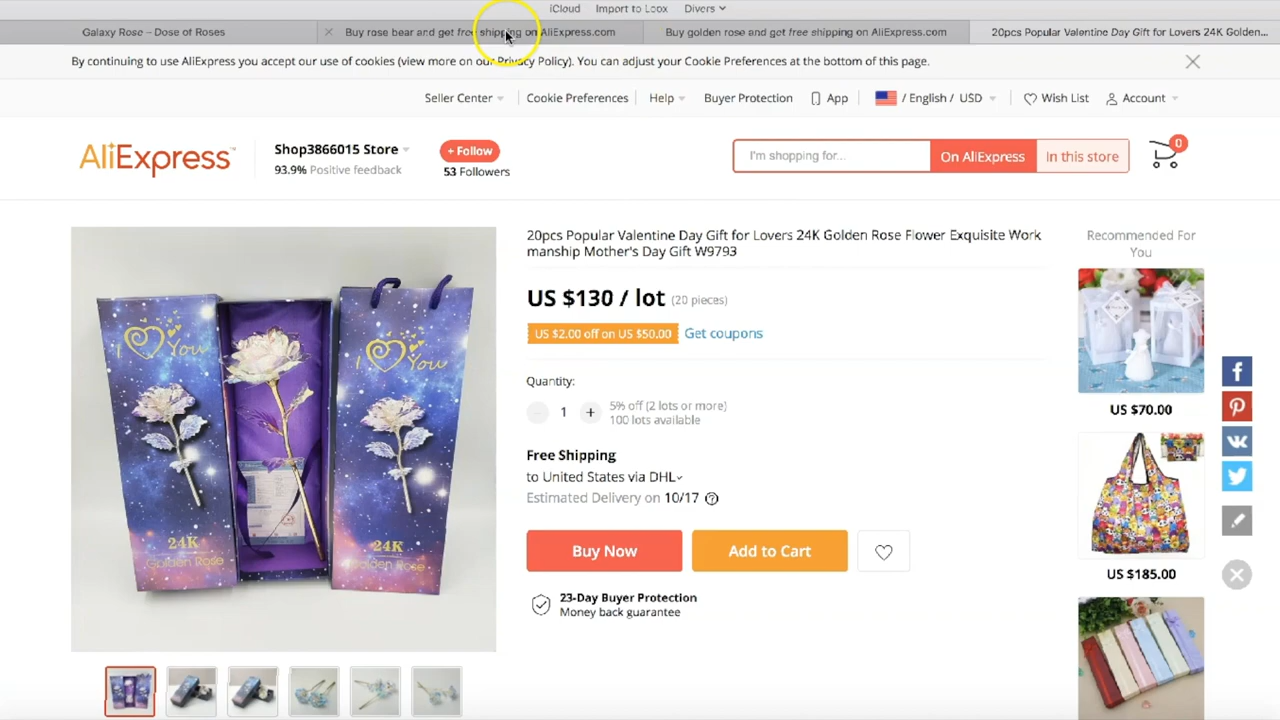 iCloud Import to Loox Divers
Galaxy Rose – Dose of Roses
Buy rose bear and get free shipping on AliExpress.com
Buy golden rose and get free shipping on AliExpress.com
20pcs Popular Valentine Day Gift for Lovers 24K Golden...
By continuing to use AliExpress you accept our use of cookies (view more on our Privacy Policy). You can adjust your Cookie Preferences at the bottom of this page.
Seller Center Cookie Preferences Help Buyer Protection App / English / USD Wish List Account
AliExpress
Shop3866015 Store
93.9% Positive feedback
+ Follow
53 Followers
I'm shopping for...
On AliExpress
In this store
0
20pcs Popular Valentine Day Gift for Lovers 24K Golden Rose Flower Exquisite Work
manship Mother's Day Gift W9793
US $130 / lot (20 pieces)
US $2.00 off on US $50.00 Get coupons
Quantity:
1
5% off (2 lots or more)
100 lots available
Free Shipping
to United States via DHL
Estimated Delivery on 10/17
Buy Now
Add to Cart
23-Day Buyer Protection
Money back guarantee
Recommended For
You
US $70.00
US $185.00
I You
24K
Golden Rose
I You
24K
Golden Rose